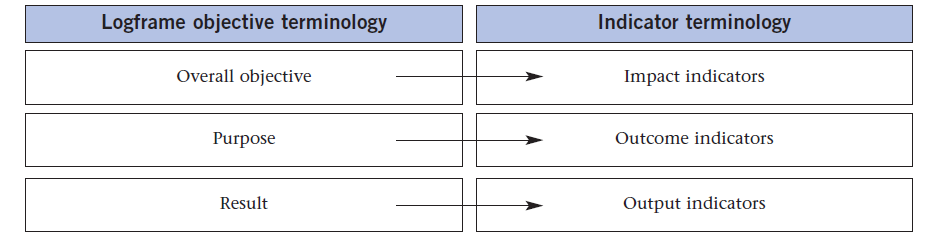 Logframe objective terminology
Indicator terminology
Overall objective
Impact indicators
Purpose
Outcome indicators
Result
Output indicators